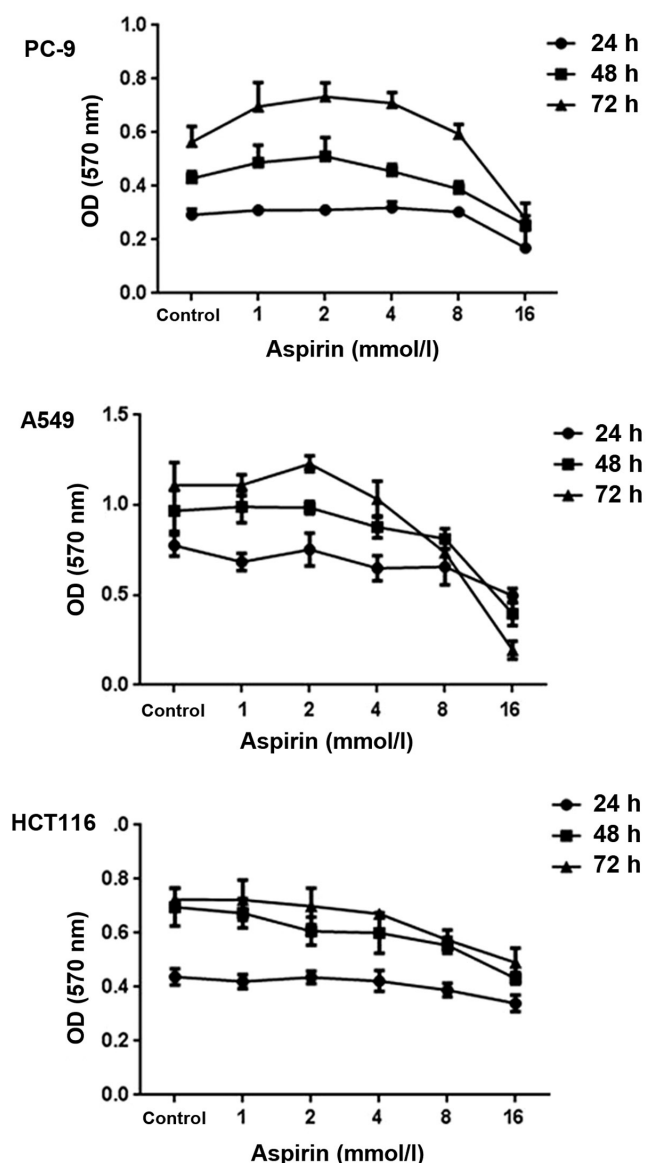 PC-9
1.0
0.8
0.6
0.4
0.2
0.0
OD (570 nm)
24 h
48 h
72 h
Control 1 2 4 8 16
Aspirin (mmol/l)
A549
1.5
1.0
0.5
0.0
OD (570 nm)
24 h
48 h
72 h
Control 1 2 4 8 16
Aspirin (mmol/l)
HCT116
.0
0.8
0.6
0.4
0.2
0.0
OD (570 nm)
24 h
48 h
72 h
Control 1 2 4 8 16
Aspirin (mmol/l)